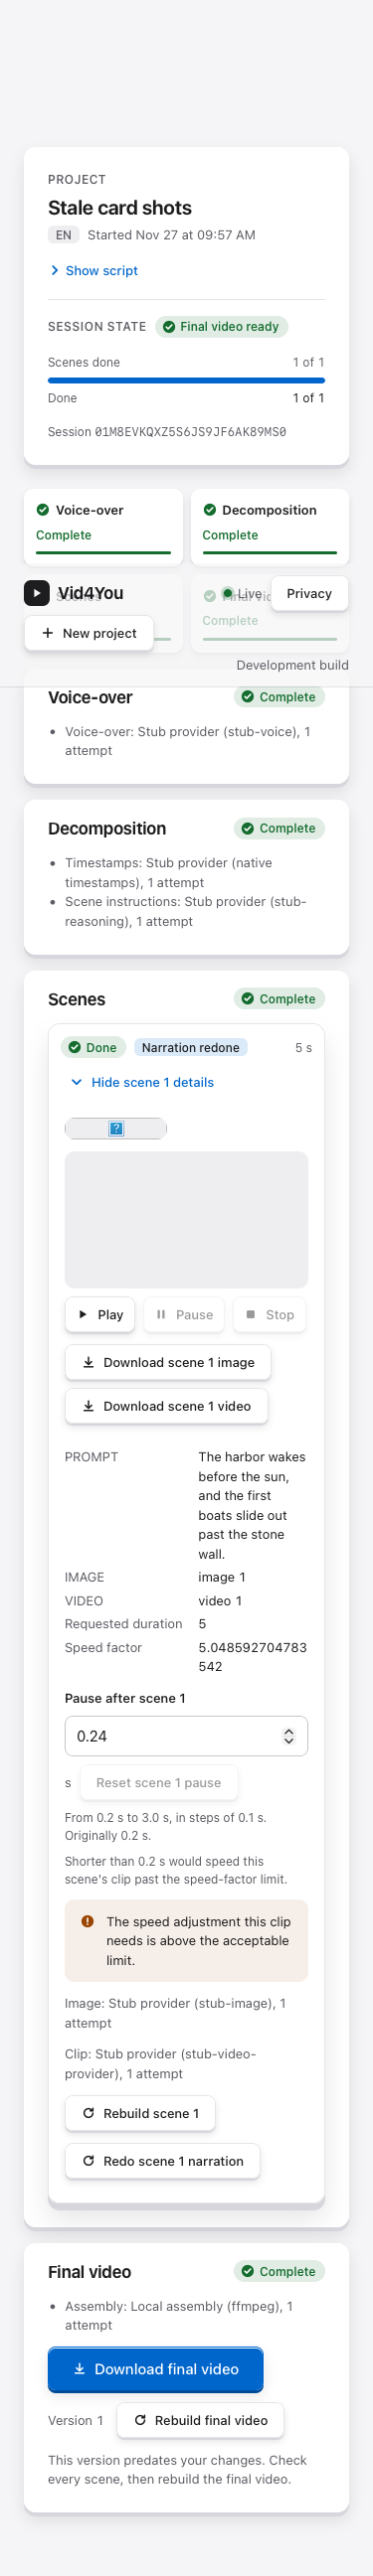 PROJECT
Stale card shots
EN Started Nov 27 at 09:57 AM
Show script
SESSION STATE Final video ready
Scenes done 1 of 1
Done 1 of 1
Session 01M8EVKQXZ5S6JS9JF6AK89MS0
Voice-over
Complete
Decomposition
Complete
Vid4You
Live
Privacy
Complete
New project
Development build
Voice-over Complete
Voice-over: Stub provider (stub-voice), 1
attempt
Decomposition Complete
Timestamps: Stub provider (native
timestamps), 1 attempt
Scene instructions: Stub provider (stub-
reasoning), 1 attempt
Scenes Complete
Done Narration redone 5 s
Hide scene 1 details
Play Pause Stop
Download scene 1 image
Download scene 1 video
PROMPT The harbor wakes
before the sun,
and the first
boats slide out
past the stone
wall.
IMAGE image 1
VIDEO video 1
Requested duration 5
Speed factor 5.048592704783
542
Pause after scene 1
0.24
s Reset scene 1 pause
From 0.2 s to 3.0 s, in steps of 0.1 s.
Originally 0.2 s.
Shorter than 0.2 s would speed this
scene's clip past the speed-factor limit.
The speed adjustment this clip
needs is above the acceptable
limit.
Image: Stub provider (stub-image), 1
attempt
Clip: Stub provider (stub-video-
provider), 1 attempt
Rebuild scene 1
Redo scene 1 narration
Final video Complete
Assembly: Local assembly (ffmpeg), 1
attempt
Download final video
Version 1 Rebuild final video
This version predates your changes. Check
every scene, then rebuild the final video.